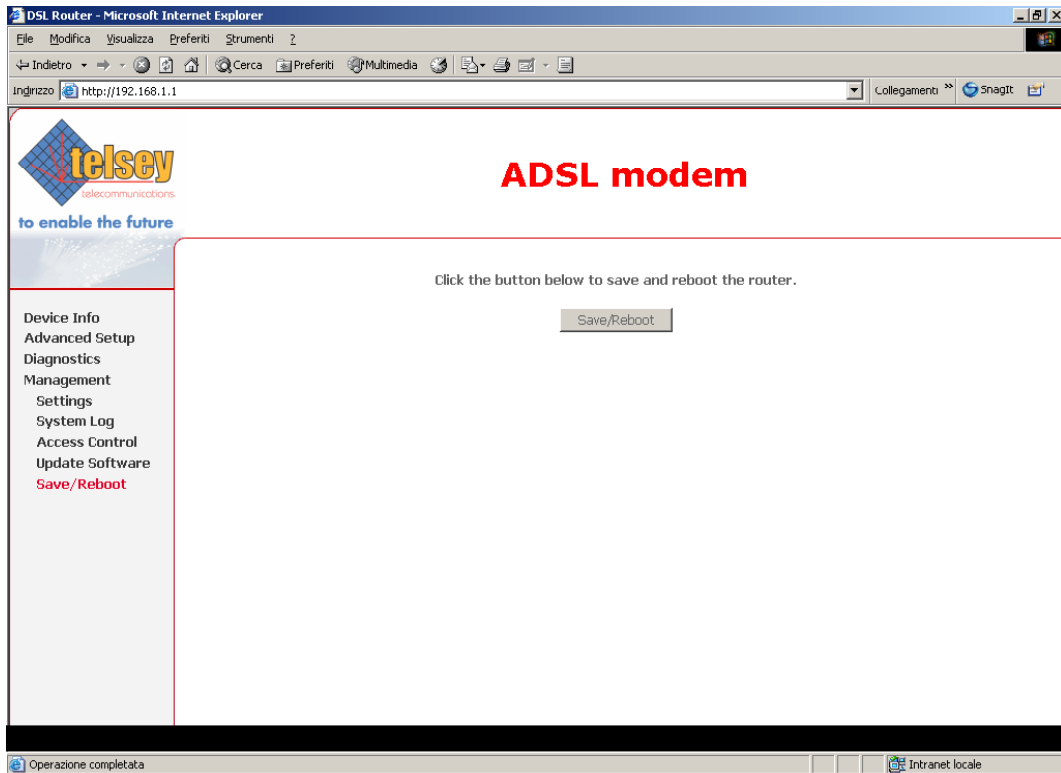 DSL Router - Microsoft Internet Explorer
File Modifica Visualizza Preferiti Strumenti ?
Indietro Cerca Preferiti Multimedia
Indirizzo http://192.168.1.1 Collegamenti » SnagIt
telsey
telecommunications
to enable the future
ADSL modem
Click the button below to save and reboot the router.
Save/Reboot
Device Info
Advanced Setup
Diagnostics
Management
Settings
System Log
Access Control
Update Software
Save/Reboot
Operazione completata Intranet locale